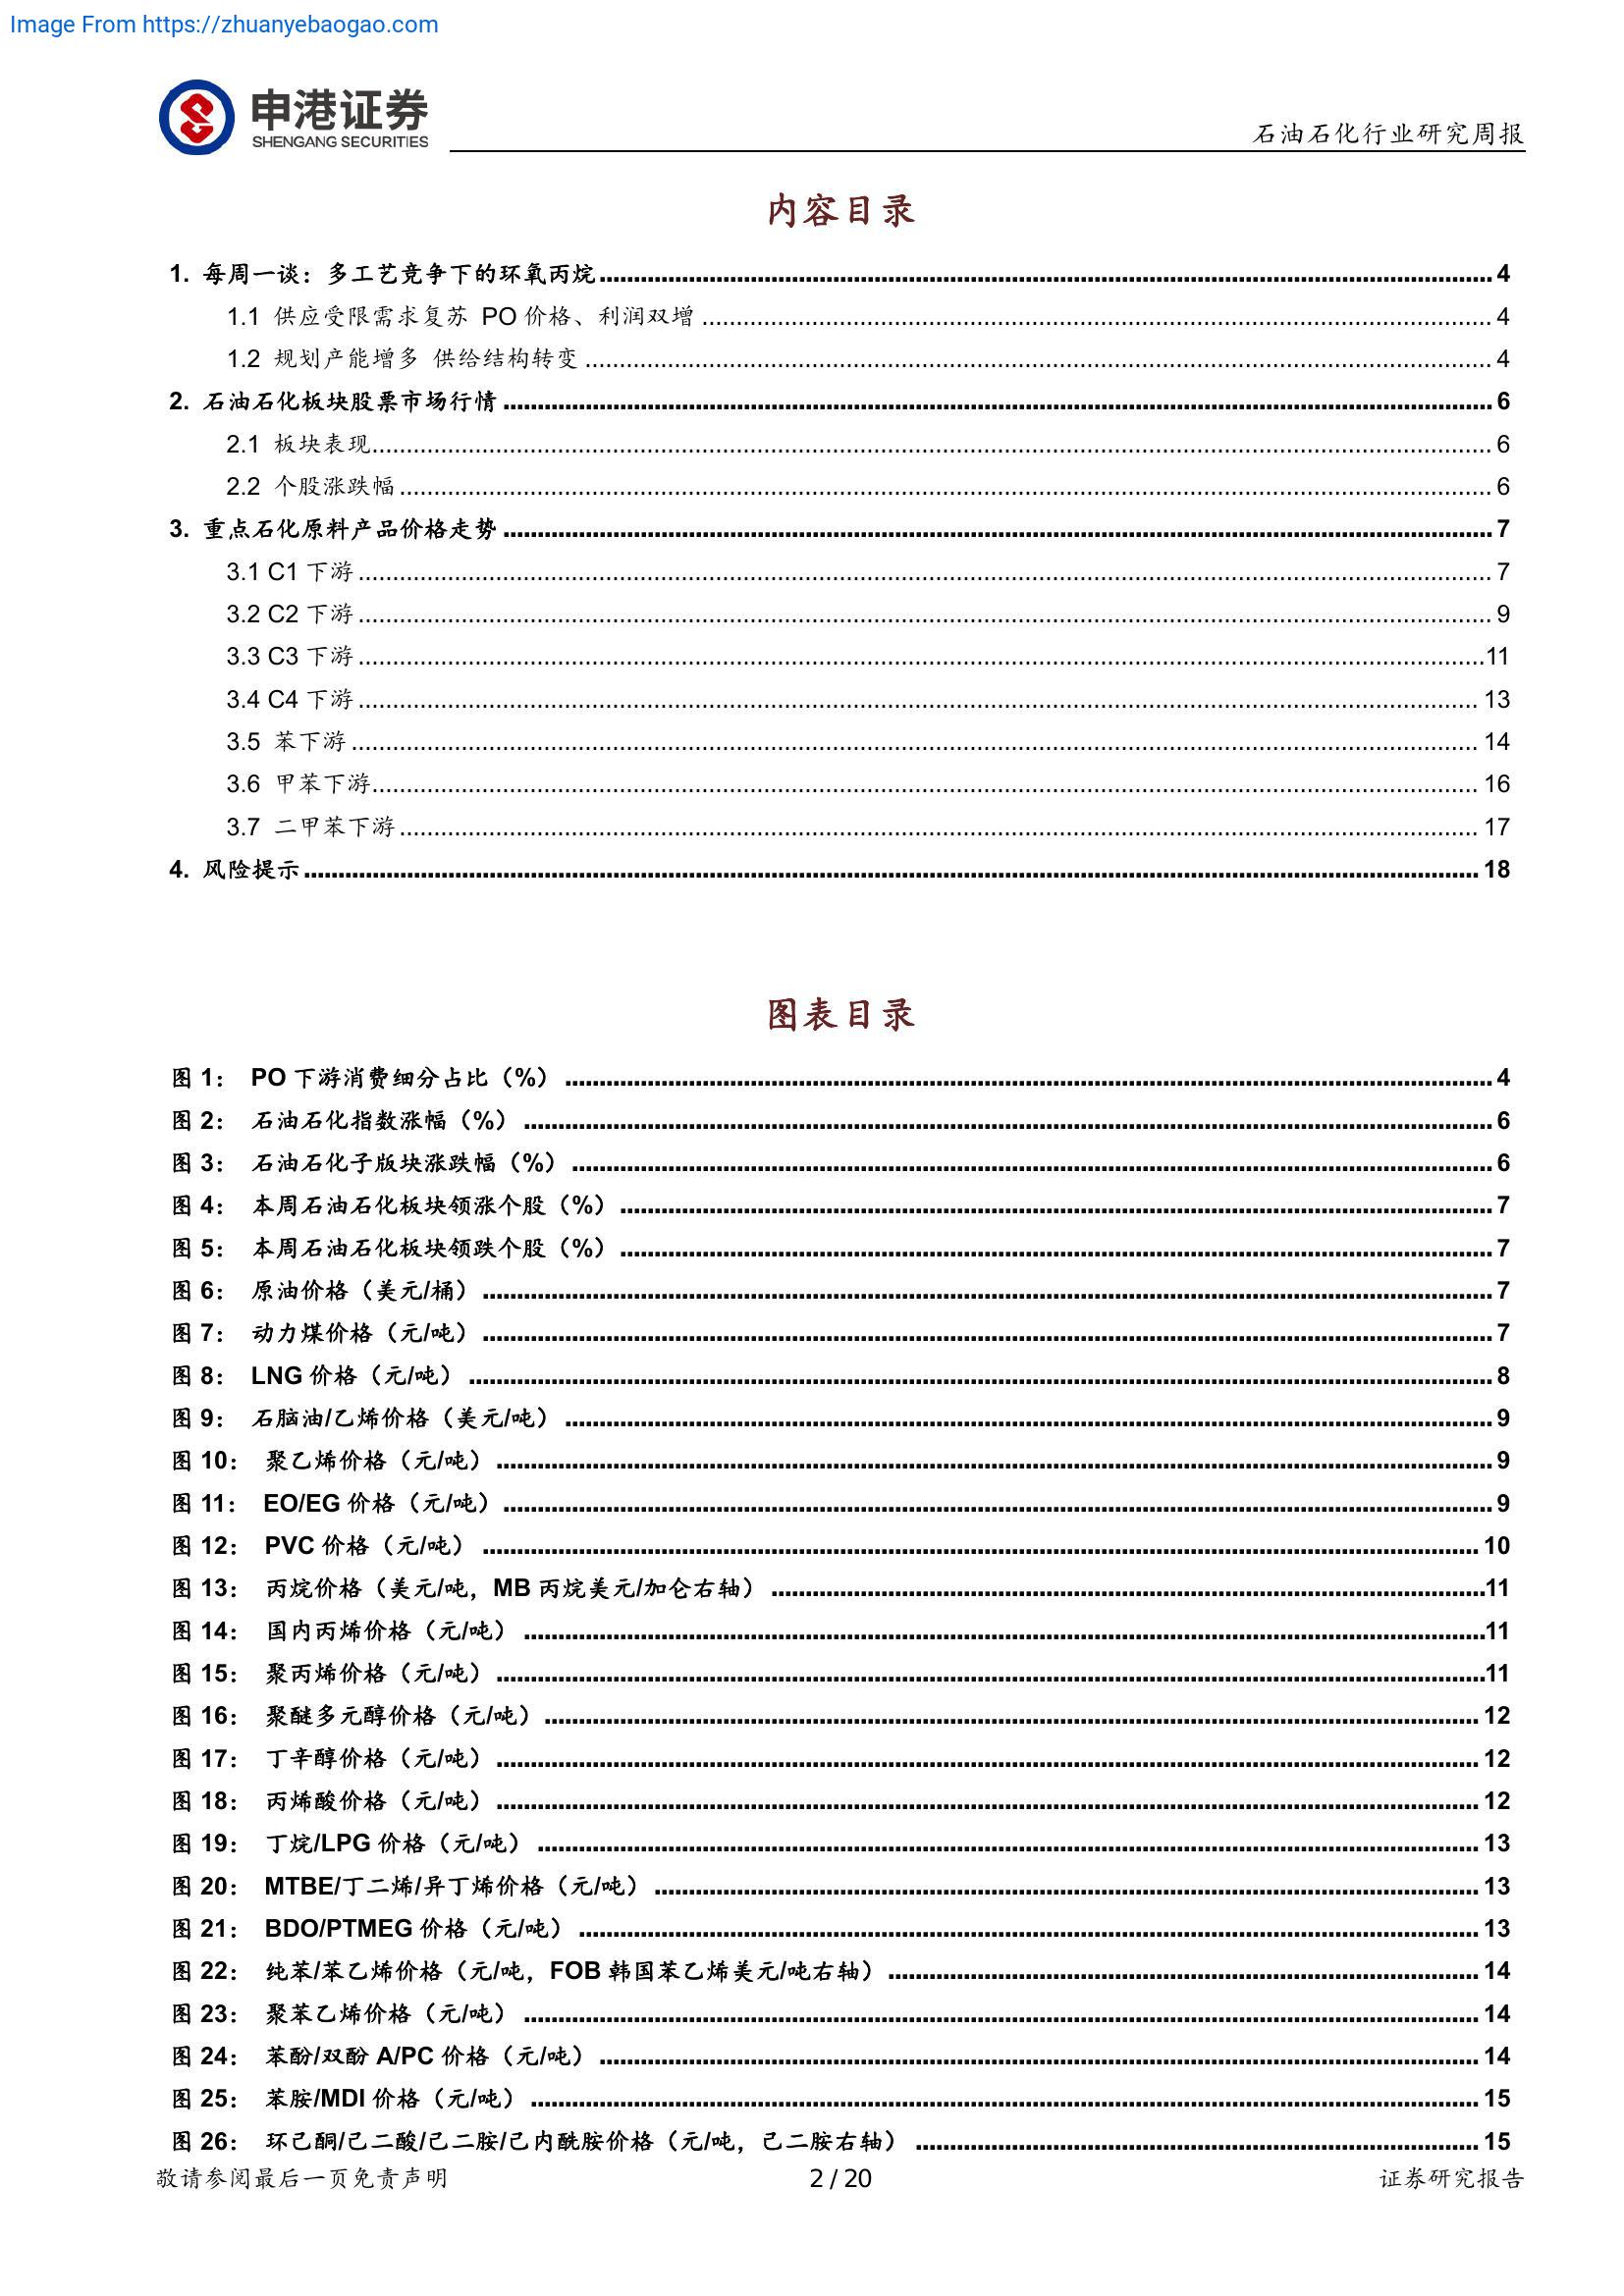 Image From https://zhuanyebaogao.com
申港证券
SHENGANG SECURITIES
石油石化行业研究周报
内容目录
1. 每周一谈：多工艺竞争下的环氧丙烷 4
1.1 供应受限需求复苏 PO 价格、利润双增 4
1.2 规划产能增多 供给结构转变 4
2. 石油石化板块股票市场行情 6
2.1 板块表现 6
2.2 个股涨跌幅 6
3. 重点石化原料产品价格走势 7
3.1 C1 下游 7
3.2 C2 下游 9
3.3 C3 下游 11
3.4 C4 下游 13
3.5 苯下游 14
3.6 甲苯下游 16
3.7 二甲苯下游 17
4. 风险提示 18
图表目录
图 1： PO 下游消费细分占比（%） 4
图 2： 石油石化指数涨幅（%） 6
图 3： 石油石化子版块涨跌幅（%） 6
图 4： 本周石油石化板块领涨个股（%） 7
图 5： 本周石油石化板块领跌个股（%） 7
图 6： 原油价格（美元/桶） 7
图 7： 动力煤价格（元/吨） 7
图 8： LNG 价格（元/吨） 8
图 9： 石脑油/乙烯价格（美元/吨） 9
图 10： 聚乙烯价格（元/吨） 9
图 11： EO/EG 价格（元/吨） 9
图 12： PVC 价格（元/吨） 10
图 13： 丙烷价格（美元/吨，MB 丙烷美元/加仑右轴） 11
图 14： 国内丙烯价格（元/吨） 11
图 15： 聚丙烯价格（元/吨） 11
图 16： 聚醚多元醇价格（元/吨） 12
图 17： 丁辛醇价格（元/吨） 12
图 18： 丙烯酸价格（元/吨） 12
图 19： 丁烷/LPG 价格（元/吨） 13
图 20： MTBE/丁二烯/异丁烯价格（元/吨） 13
图 21： BDO/PTMEG 价格（元/吨） 13
图 22： 纯苯/苯乙烯价格（元/吨，FOB 韩国苯乙烯美元/吨右轴） 14
图 23： 聚苯乙烯价格（元/吨） 14
图 24： 苯酚/双酚 A/PC 价格（元/吨） 14
图 25： 苯胺/MDI 价格（元/吨） 15
图 26： 环己酮/己二酸/己二胺/己内酰胺价格（元/吨，己二胺右轴） 15
敬请参阅最后一页免责声明
2 / 20
证券研究报告